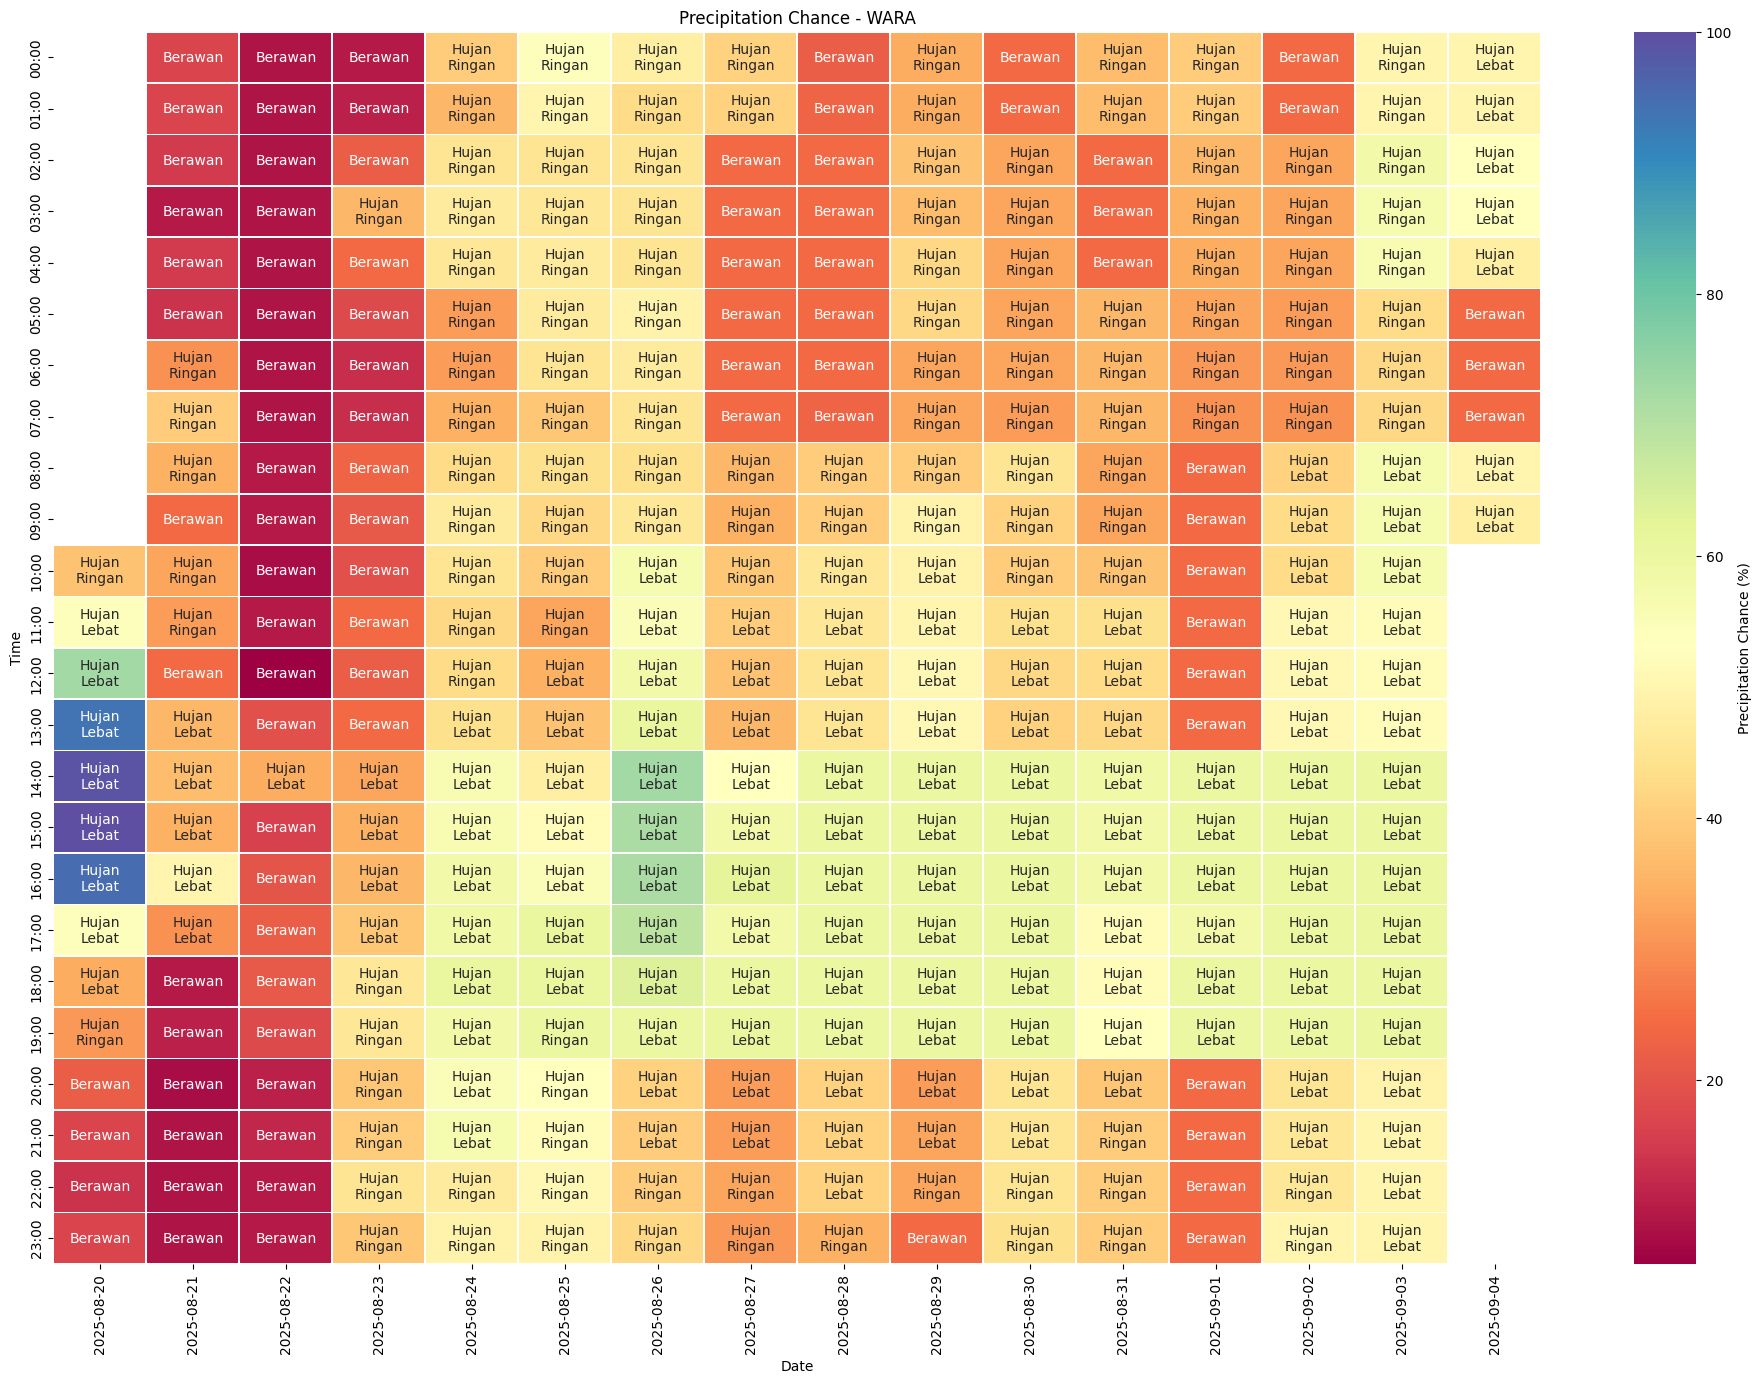 Precipitation Chance - WARA
00:00 Berawan Berawan Berawan Hujan Ringan Hujan Ringan Hujan Ringan Hujan Ringan Berawan Hujan Ringan Berawan Hujan Ringan Hujan Ringan Berawan Hujan Ringan Hujan Lebat
01:00 Berawan Berawan Berawan Hujan Ringan Hujan Ringan Hujan Ringan Hujan Ringan Berawan Hujan Ringan Berawan Hujan Ringan Hujan Ringan Berawan Hujan Ringan Hujan Lebat
02:00 Berawan Berawan Berawan Hujan Ringan Hujan Ringan Hujan Ringan Berawan Berawan Hujan Ringan Hujan Ringan Berawan Hujan Ringan Hujan Ringan Hujan Ringan Hujan Lebat
03:00 Berawan Berawan Hujan Ringan Hujan Ringan Hujan Ringan Hujan Ringan Berawan Berawan Hujan Ringan Hujan Ringan Berawan Hujan Ringan Hujan Ringan Hujan Ringan Hujan Lebat
04:00 Berawan Berawan Berawan Hujan Ringan Hujan Ringan Hujan Ringan Berawan Berawan Hujan Ringan Hujan Ringan Berawan Hujan Ringan Hujan Ringan Hujan Ringan Hujan Lebat
05:00 Berawan Berawan Berawan Hujan Ringan Hujan Ringan Hujan Ringan Berawan Berawan Hujan Ringan Hujan Ringan Hujan Ringan Hujan Ringan Hujan Ringan Hujan Ringan Berawan
06:00 Hujan Ringan Berawan Berawan Hujan Ringan Hujan Ringan Hujan Ringan Berawan Berawan Hujan Ringan Hujan Ringan Hujan Ringan Hujan Ringan Hujan Ringan Hujan Ringan Berawan
07:00 Hujan Ringan Berawan Berawan Hujan Ringan Hujan Ringan Hujan Ringan Berawan Berawan Hujan Ringan Hujan Ringan Hujan Ringan Hujan Ringan Hujan Ringan Hujan Ringan Berawan
08:00 Hujan Ringan Berawan Berawan Hujan Ringan Hujan Ringan Hujan Ringan Hujan Ringan Hujan Ringan Hujan Ringan Hujan Ringan Hujan Ringan Berawan Hujan Lebat Hujan Lebat Hujan Lebat
09:00 Berawan Berawan Berawan Hujan Ringan Hujan Ringan Hujan Ringan Hujan Ringan Hujan Ringan Hujan Ringan Hujan Ringan Hujan Ringan Berawan Hujan Lebat Hujan Lebat Hujan Lebat
10:00 Hujan Ringan Hujan Ringan Berawan Berawan Hujan Ringan Hujan Ringan Hujan Lebat Hujan Ringan Hujan Ringan Hujan Lebat Hujan Ringan Hujan Ringan Berawan Hujan Lebat Hujan Lebat
11:00 Hujan Lebat Hujan Ringan Berawan Berawan Hujan Ringan Hujan Ringan Hujan Lebat Hujan Lebat Hujan Lebat Hujan Lebat Hujan Lebat Hujan Lebat Berawan Hujan Lebat Hujan Lebat
12:00 Hujan Lebat Berawan Berawan Berawan Hujan Ringan Hujan Lebat Hujan Lebat Hujan Lebat Hujan Lebat Hujan Lebat Hujan Lebat Hujan Lebat Berawan Hujan Lebat Hujan Lebat
13:00 Hujan Lebat Hujan Lebat Berawan Berawan Hujan Lebat Hujan Lebat Hujan Lebat Hujan Lebat Hujan Lebat Hujan Lebat Hujan Lebat Hujan Lebat Berawan Hujan Lebat Hujan Lebat
14:00 Hujan Lebat Hujan Lebat Hujan Lebat Hujan Lebat Hujan Lebat Hujan Lebat Hujan Lebat Hujan Lebat Hujan Lebat Hujan Lebat Hujan Lebat Hujan Lebat Hujan Lebat Hujan Lebat Hujan Lebat
15:00 Hujan Lebat Hujan Lebat Berawan Hujan Lebat Hujan Lebat Hujan Lebat Hujan Lebat Hujan Lebat Hujan Lebat Hujan Lebat Hujan Lebat Hujan Lebat Hujan Lebat Hujan Lebat Hujan Lebat
16:00 Hujan Lebat Hujan Lebat Berawan Hujan Lebat Hujan Lebat Hujan Lebat Hujan Lebat Hujan Lebat Hujan Lebat Hujan Lebat Hujan Lebat Hujan Lebat Hujan Lebat Hujan Lebat Hujan Lebat
17:00 Hujan Lebat Hujan Lebat Berawan Hujan Lebat Hujan Lebat Hujan Lebat Hujan Lebat Hujan Lebat Hujan Lebat Hujan Lebat Hujan Lebat Hujan Lebat Hujan Lebat Hujan Lebat Hujan Lebat
18:00 Hujan Lebat Berawan Berawan Hujan Ringan Hujan Lebat Hujan Lebat Hujan Lebat Hujan Lebat Hujan Lebat Hujan Lebat Hujan Lebat Hujan Lebat Hujan Lebat Hujan Lebat Hujan Lebat
19:00 Hujan Ringan Berawan Berawan Hujan Ringan Hujan Lebat Hujan Ringan Hujan Lebat Hujan Lebat Hujan Lebat Hujan Lebat Hujan Lebat Hujan Lebat Hujan Lebat Hujan Lebat Hujan Lebat
20:00 Berawan Berawan Berawan Hujan Ringan Hujan Lebat Hujan Ringan Hujan Lebat Hujan Lebat Hujan Lebat Hujan Lebat Hujan Lebat Hujan Lebat Berawan Hujan Lebat Hujan Lebat
21:00 Berawan Berawan Berawan Hujan Ringan Hujan Lebat Hujan Ringan Hujan Lebat Hujan Lebat Hujan Lebat Hujan Lebat Hujan Lebat Hujan Ringan Berawan Hujan Lebat Hujan Lebat
22:00 Berawan Berawan Berawan Hujan Ringan Hujan Ringan Hujan Ringan Hujan Ringan Hujan Ringan Hujan Lebat Hujan Ringan Hujan Ringan Hujan Ringan Berawan Hujan Ringan Hujan Lebat
23:00 Berawan Berawan Berawan Hujan Ringan Hujan Ringan Hujan Ringan Hujan Ringan Hujan Ringan Hujan Ringan Berawan Hujan Ringan Hujan Ringan Berawan Hujan Ringan Hujan Lebat
Time
2025-08-20 2025-08-21 2025-08-22 2025-08-23 2025-08-24 2025-08-25 2025-08-26 2025-08-27 2025-08-28 2025-08-29 2025-08-30 2025-08-31 2025-09-01 2025-09-02 2025-09-03 2025-09-04
Date
100
80
60
40
20
Precipitation Chance (%)